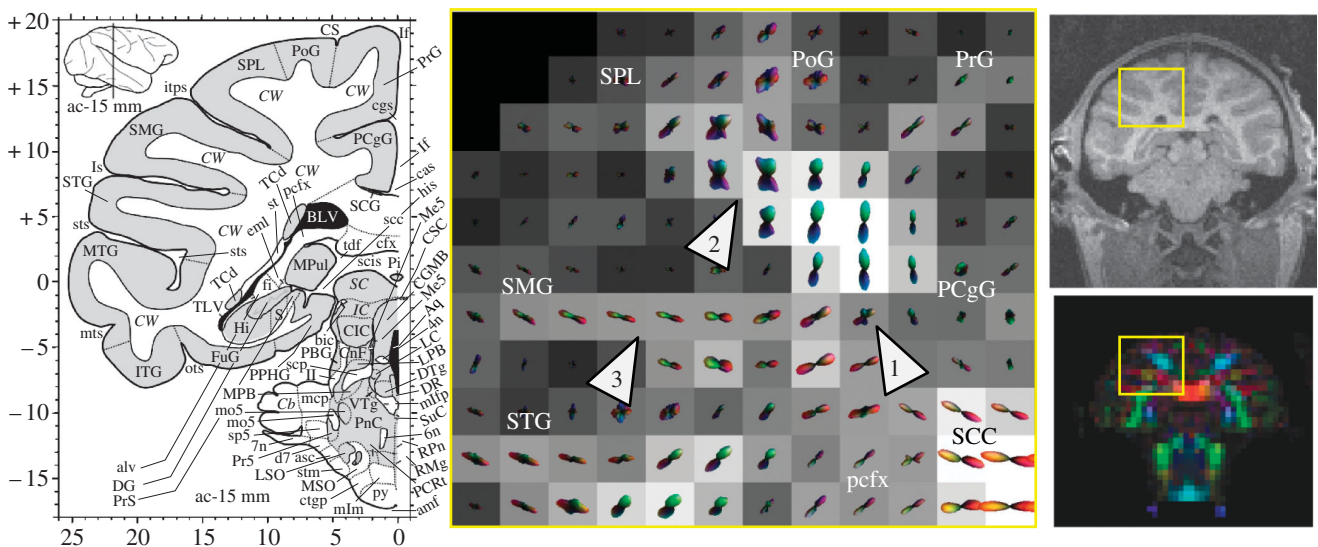 +20
+15
+10
+5
0
−5
−10
−15
25
20
15
10
5
0
ac-15 mm
CS
If
PoG
SPL
PrG
itps
CW
CW
cgs
SMG
PCgG
CW
If
Is
CW
cas
STG
TCd
pcfx
his
st
SCG
BLV
scc
Me5
sts
CW
eml
CSC
tdf
cfx
MTG
sts
scis
Pi
MPul
CGMB
TCd
SC
Me5
fi
TLV
S
IC
Aq
mts
CW
Hi
CIC
4n
bic
LC
FuG
PBG
CnF
LPB
ITG
ots
PPHG
scp
II
DTg
DR
MPB
mcp
mlfp
Cb
VTg
mo5
SuC
mo5
PnC
sp5
6n
7n
RPn
Pr5
d7
asc
LSO
RMg
alv
stm
PCRt
DG
MSO
py
PrS
ctgp
amf
ac-15 mm
mIm
SPL
PoG
PrG
2
SMG
PCgG
3
1
STG
SCC
pcfx